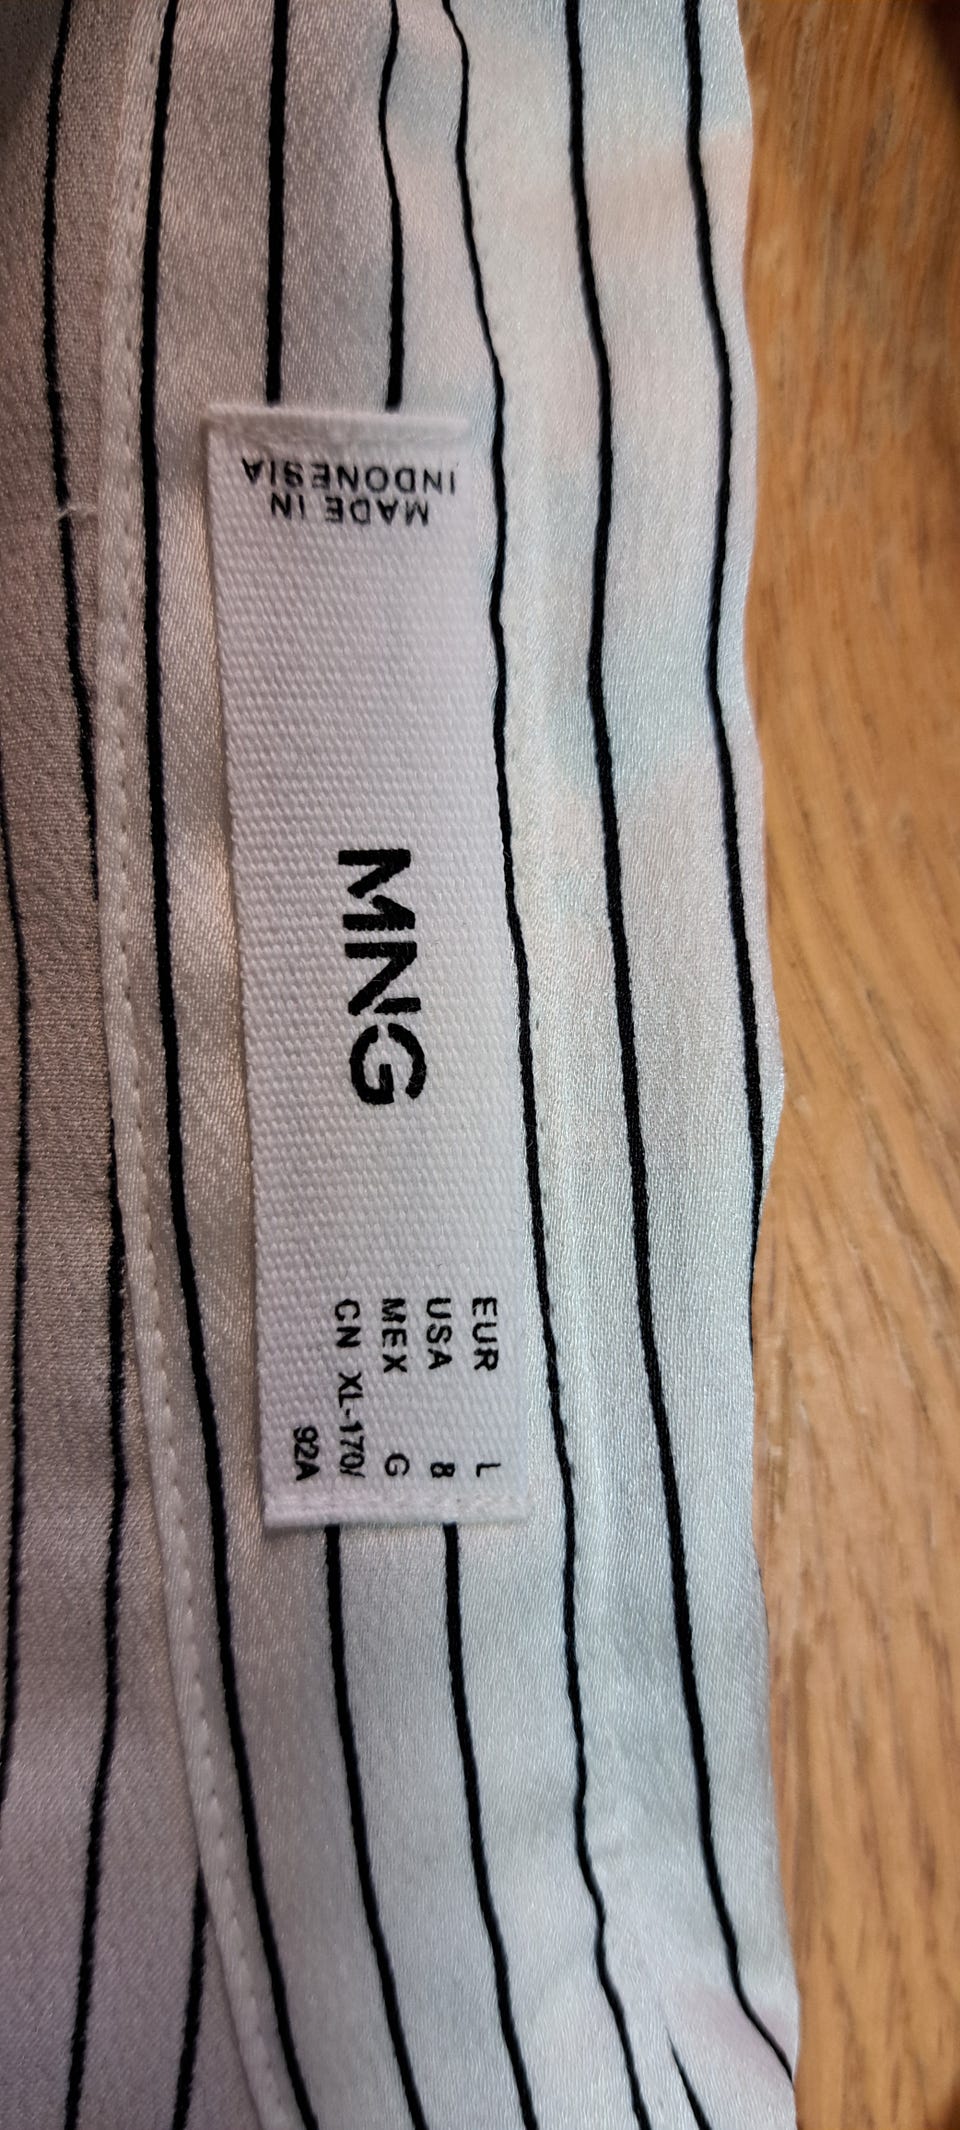 MADE IN
INDONESIA
MNG
EUR L
USA 8
MEX G
CN XL-170/
92A